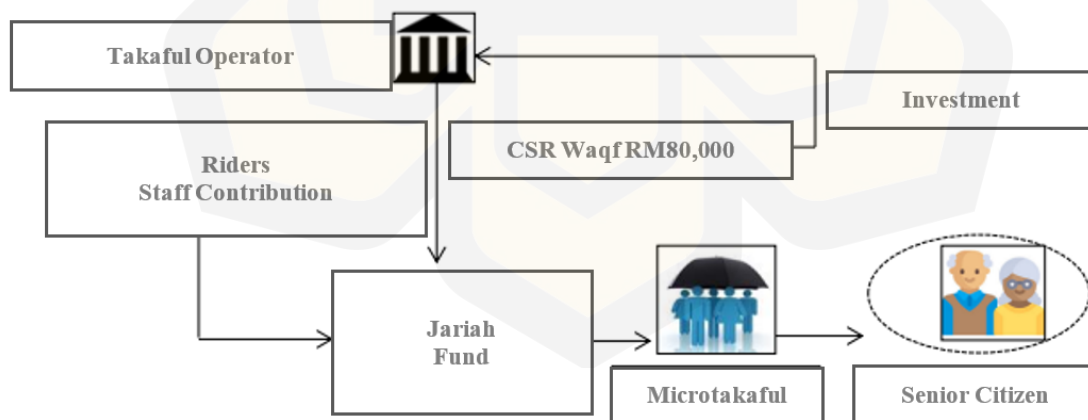 Takaful Operator
Investment
Riders
Staff Contribution
CSR Waqf RM80,000
Jariah
Fund
Microtakaful
Senior Citizen